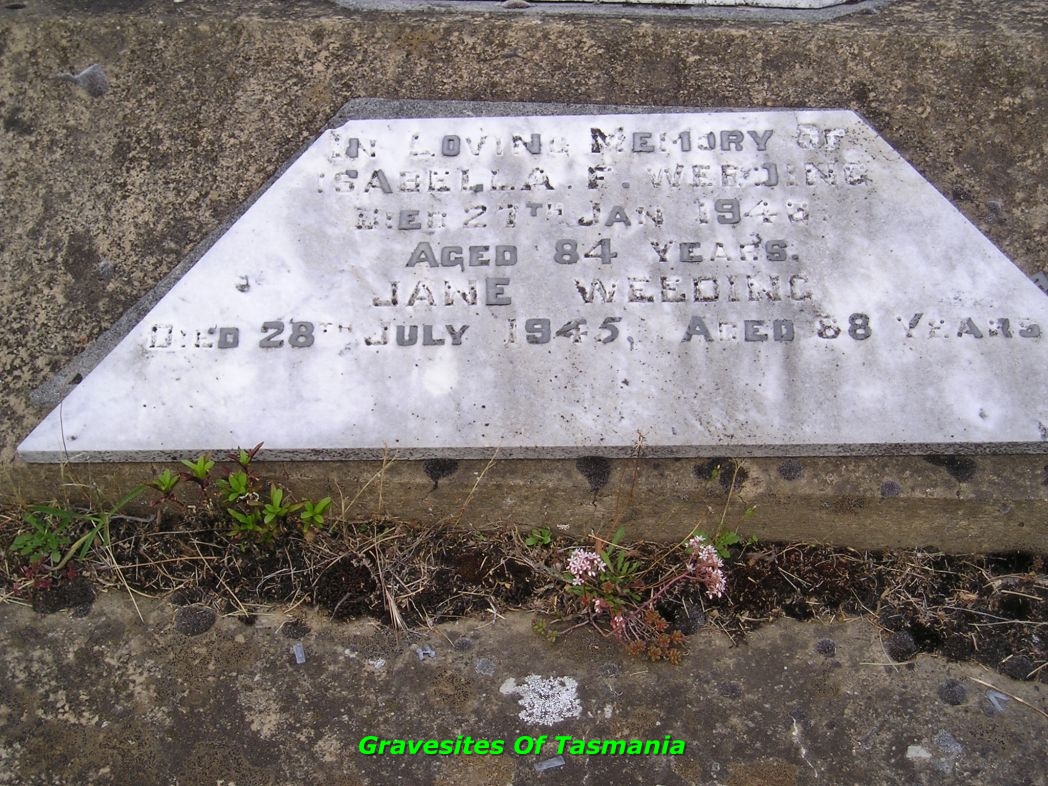 In Loving Memory Of
Isabella. F. Weeding
Died 27th Jan
Aged 84 years.
Jane Weeding
Died 28th July 1945, Aged 88 years
Gravesites Of Tasmania